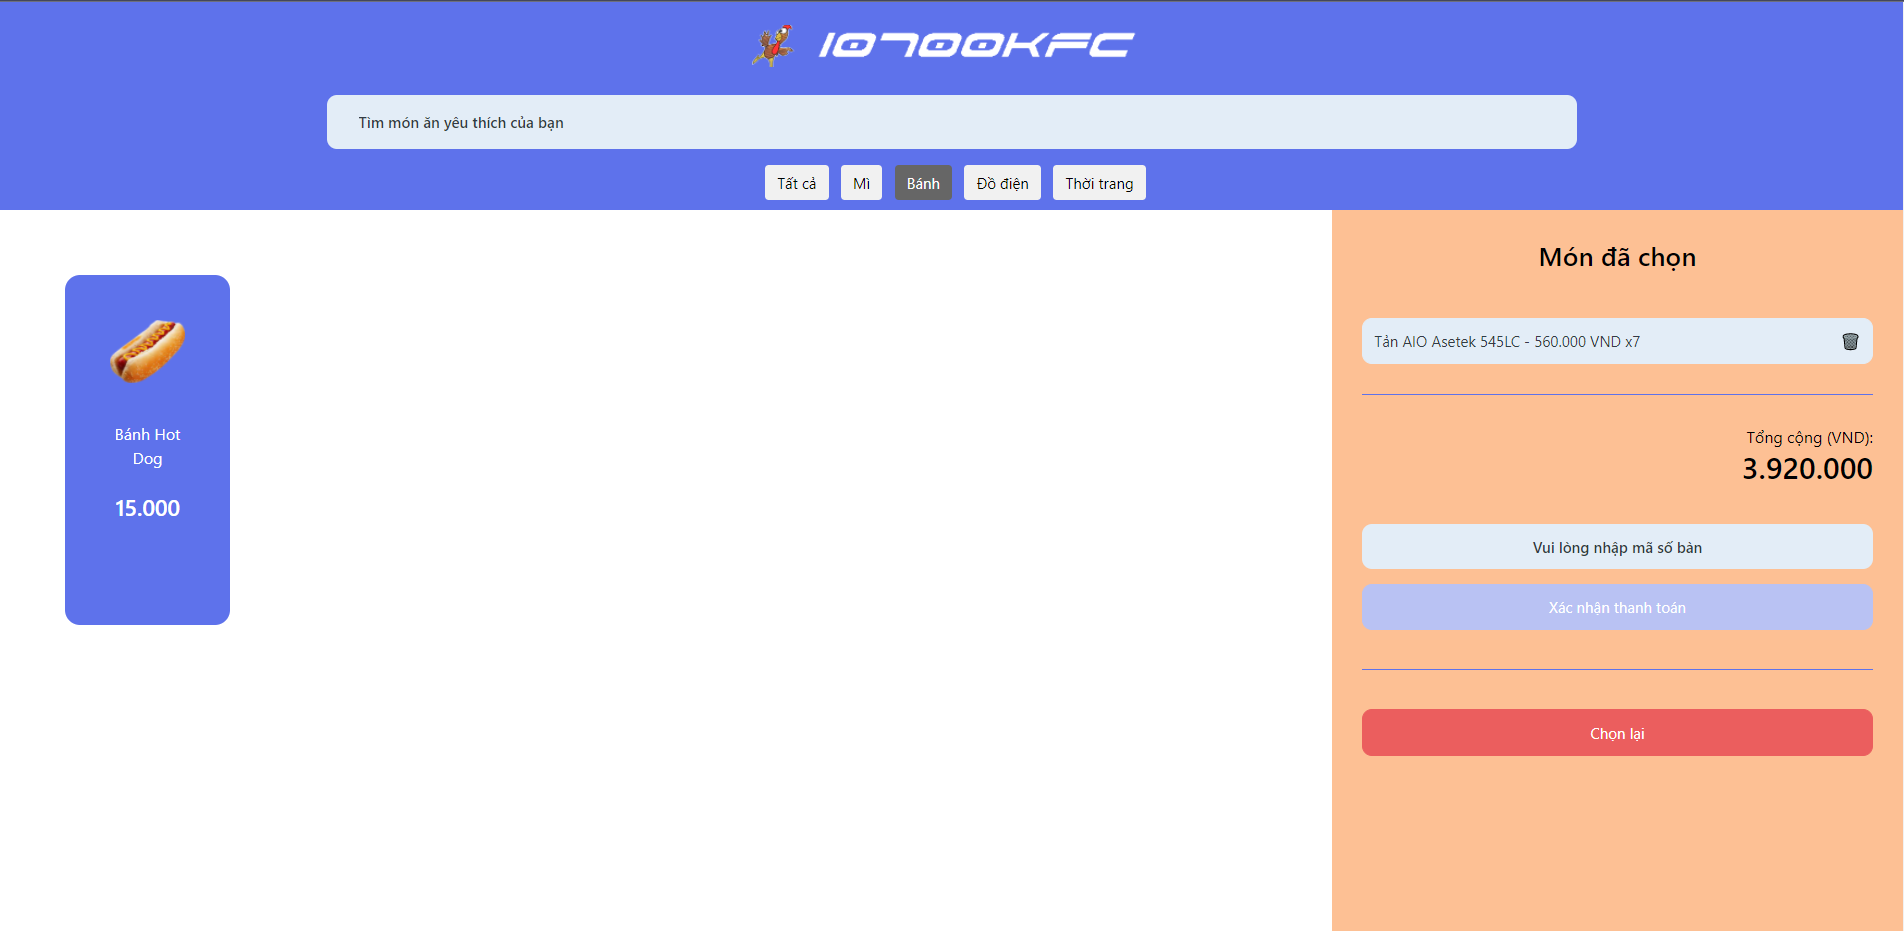 10700KFC
Tìm món ăn yêu thích của bạn
Tất cả
Mì
Bánh
Đồ điện
Thời trang
Bánh Hot
Dog
15.000
Món đã chọn
Tản AIO Asetek 545LC - 560.000 VND x7
Tổng cộng (VND):
3.920.000
Vui lòng nhập mã số bàn
Xác nhận thanh toán
Chọn lại